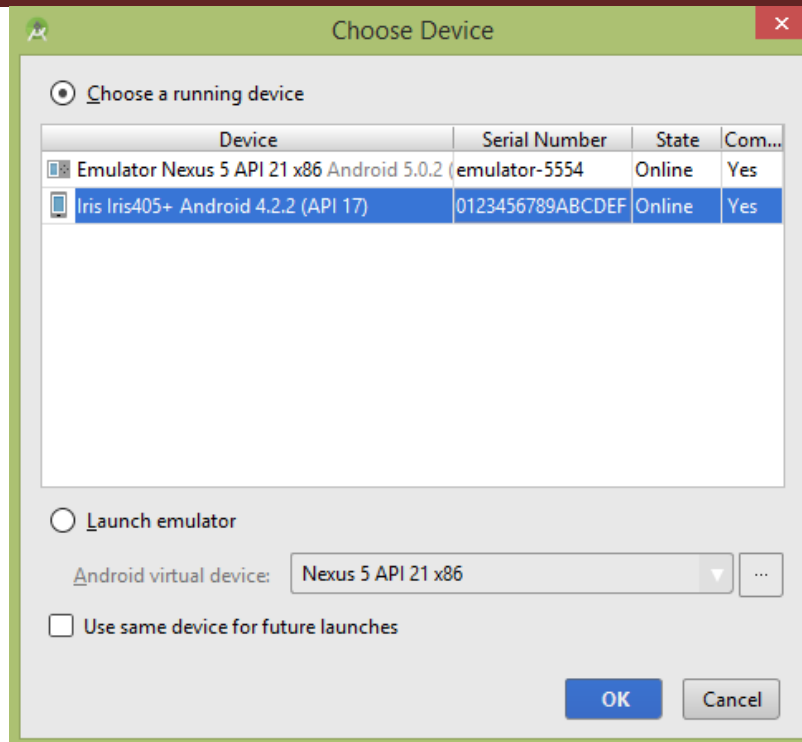 Choose Device
Choose a running device
Device Serial Number State Com...
Emulator Nexus 5 API 21 x86 Android 5.0.2 ( emulator-5554 Online Yes
Iris Iris405+ Android 4.2.2 (API 17) 0123456789ABCDEF Online Yes
Launch emulator
Android virtual device: Nexus 5 API 21 x86 ...
Use same device for future launches
OK Cancel